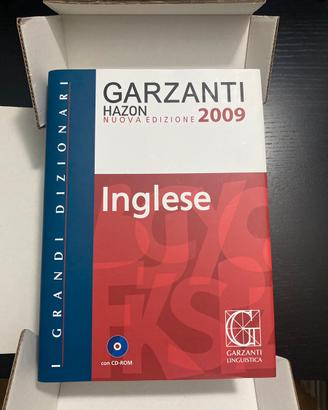 I GRANDI DIZIONARI
GARZANTI
HAZON
NUOVA EDIZIONE 2009
Inglese
con CD-ROM
GARZANTI
LINGUISTICA